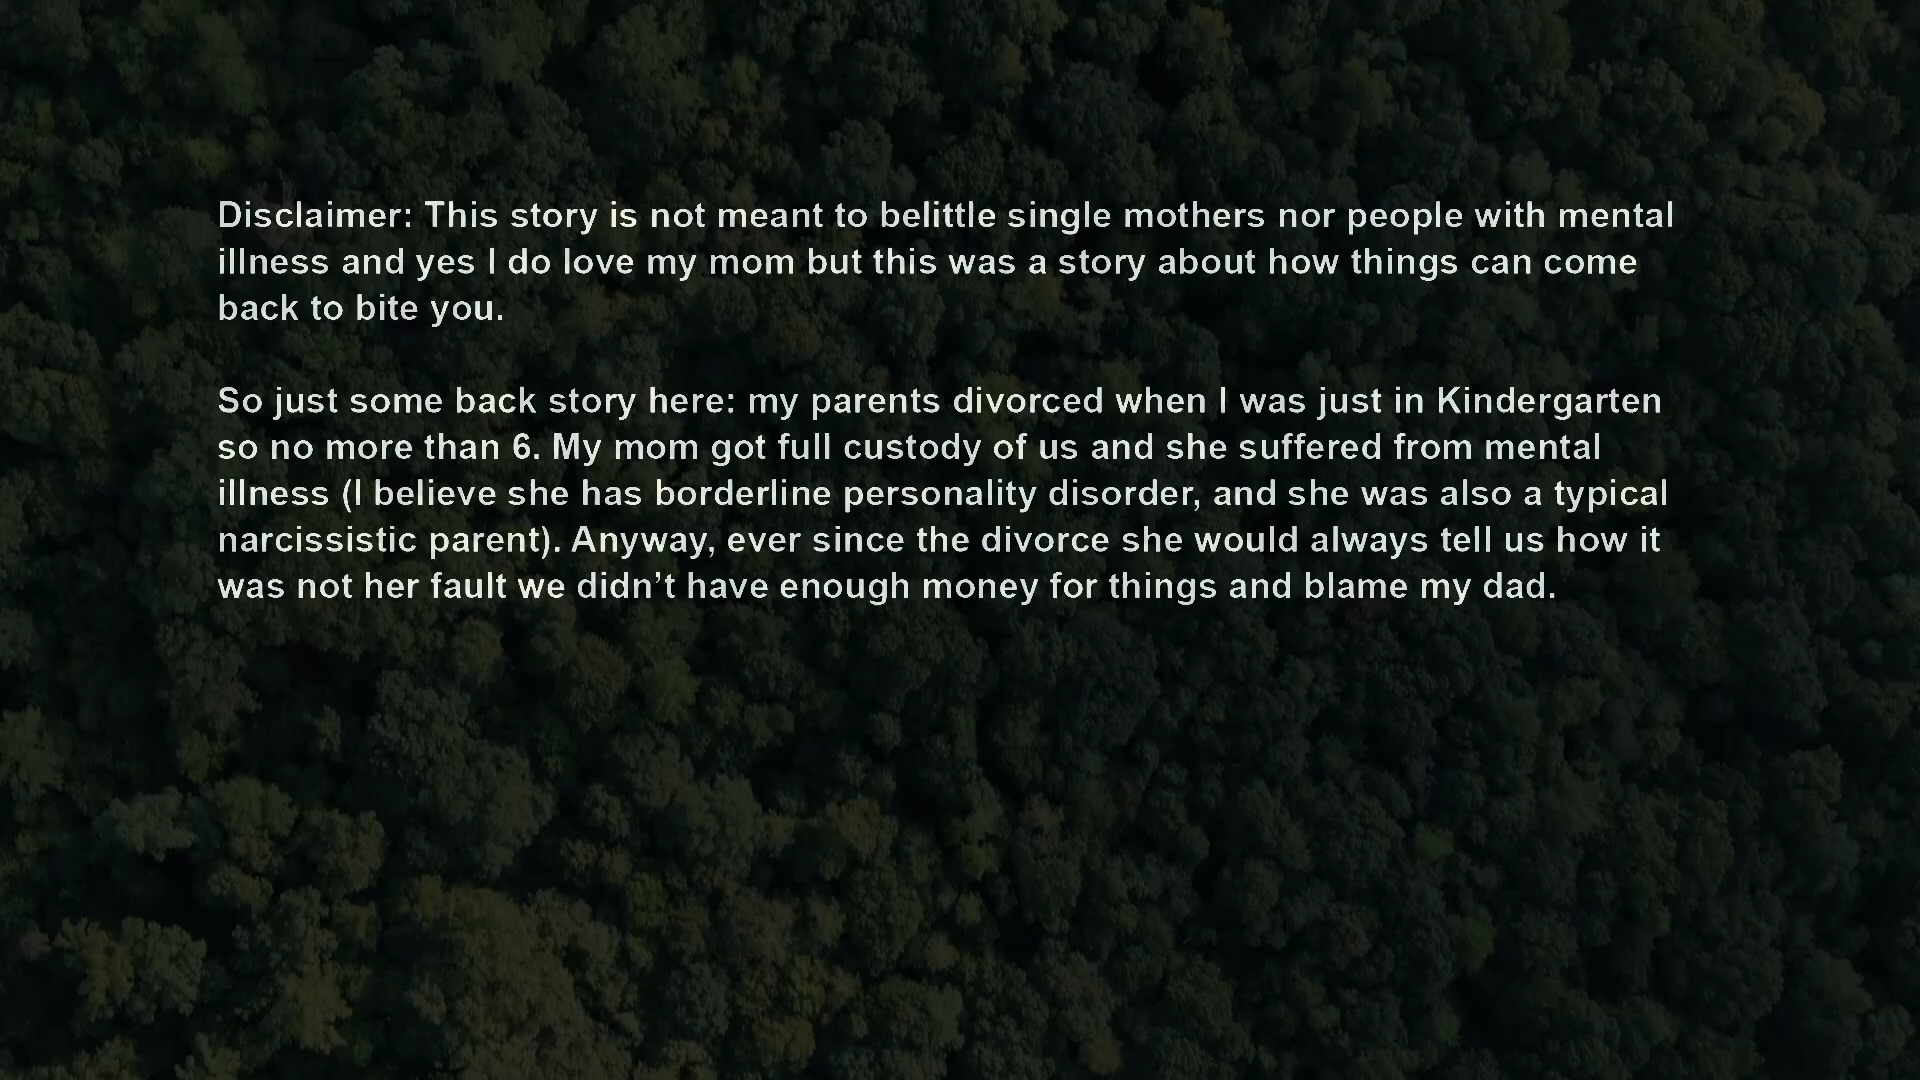 Disclaimer: This story is not meant to belittle single mothers nor people with mental
illness and yes I do love my mom but this was a story about how things can come
back to bite you.
So just some back story here: my parents divorced when I was just in Kindergarten
so no more than 6. My mom got full custody of us and she suffered from mental
illness (I believe she has borderline personality disorder, and she was also a typical
narcissistic parent). Anyway, ever since the divorce she would always tell us how it
was not her fault we didn’t have enough money for things and blame my dad.